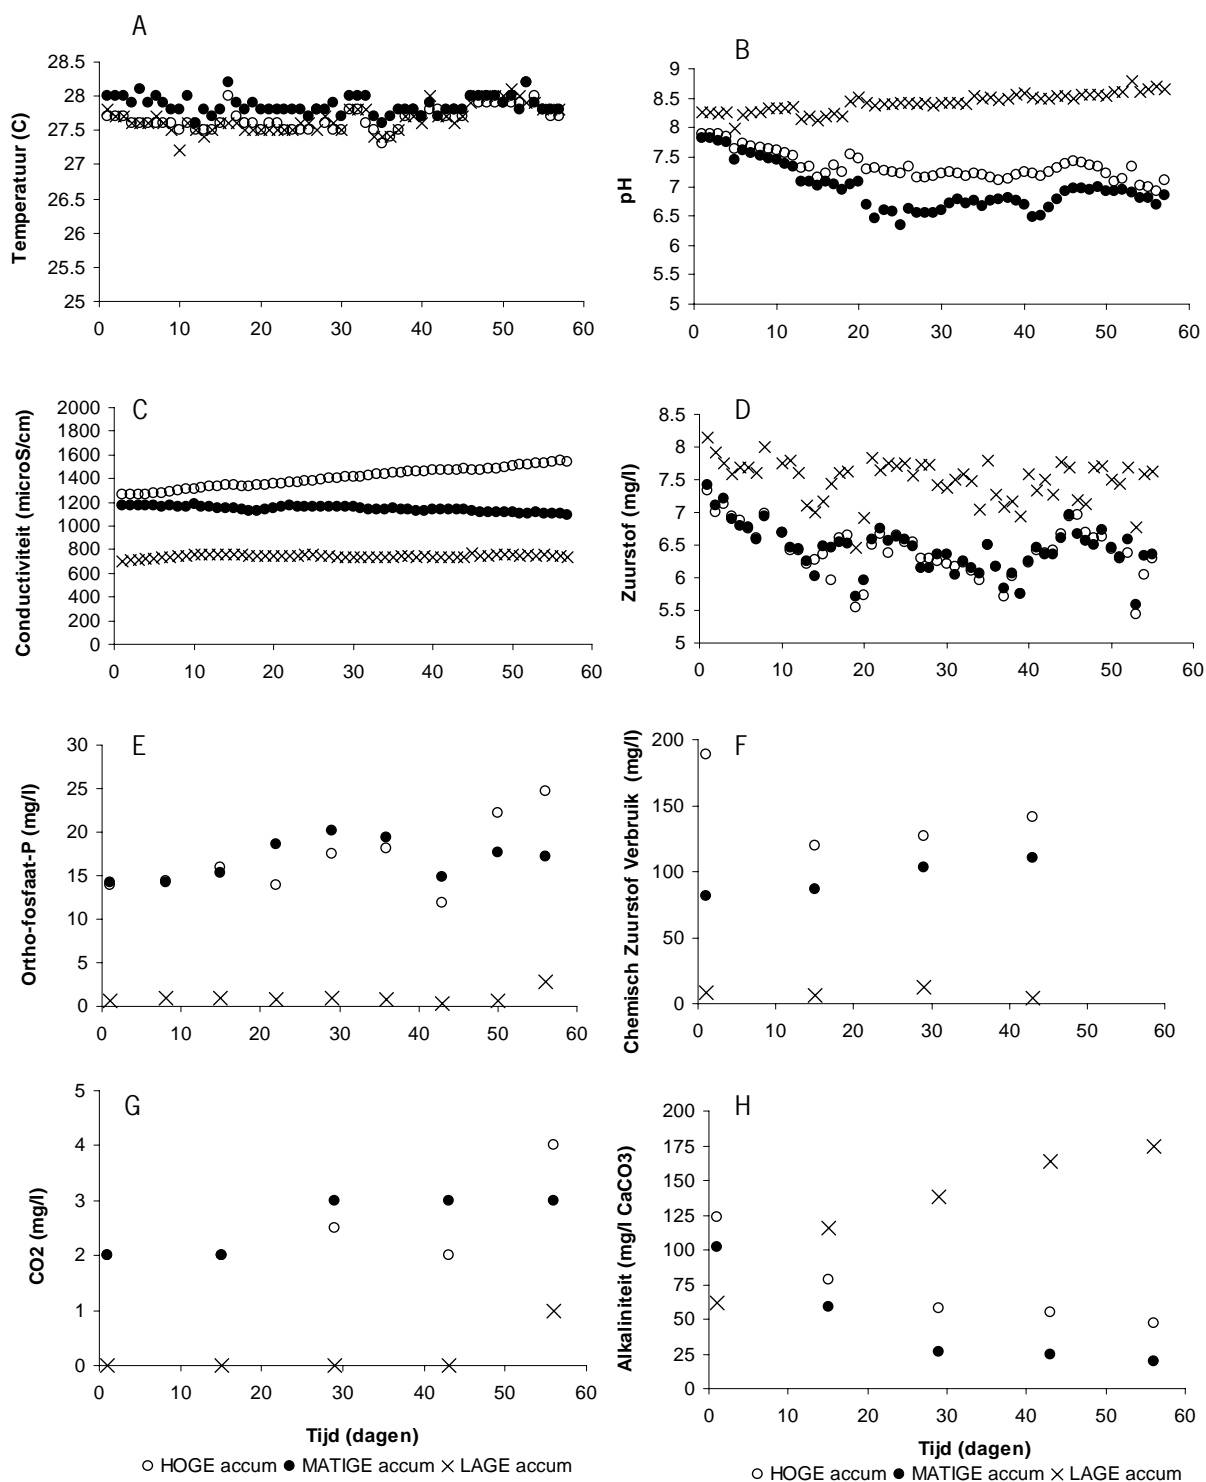 A
Temperatuur (C)
28.5
28
27.5
27
26.5
26
25.5
25
0 10 20 30 40 50 60
B
pH
9
8.5
8
7.5
7
6.5
6
5.5
5
0 10 20 30 40 50 60
C
Conductiviteit (microS/cm)
2000
1800
1600
1400
1200
1000
800
600
400
200
0
0 10 20 30 40 50 60
D
Zuurstof (mg/l)
8.5
8
7.5
7
6.5
6
5.5
5
0 10 20 30 40 50 60
E
Ortho-fosfaat-P (mg/l)
30
25
20
15
10
5
0
0 10 20 30 40 50 60
F
Chemisch Zuurstof Verbruik (mg/l)
200
150
100
50
0
0 10 20 30 40 50 60
G
CO2 (mg/l)
5
4
3
2
1
0
0 10 20 30 40 50 60
Tijd (dagen)
HOGE accum MATIGE accum LAGE accum
H
Alkaliniteit (mg/l CaCO3)
200
175
150
125
100
75
50
25
0
0 10 20 30 40 50 60
Tijd (dagen)
HOGE accum MATIGE accum LAGE accum